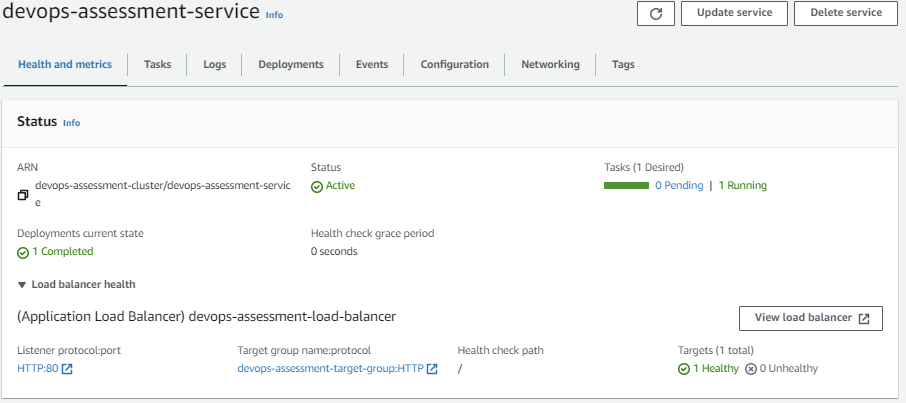 devops-assessment-service Info
Update service
Delete service
Health and metrics
Tasks
Logs
Deployments
Events
Configuration
Networking
Tags
Status Info
ARN
devops-assessment-cluster/devops-assessment-servic
e
Status
Active
Tasks (1 Desired)
0 Pending | 1 Running
Deployments current state
1 Completed
Health check grace period
0 seconds
Load balancer health
(Application Load Balancer) devops-assessment-load-balancer
View load balancer
Listener protocol:port
HTTP:80
Target group name:protocol
devops-assessment-target-group:HTTP
Health check path
/
Targets (1 total)
1 Healthy 0 Unhealthy